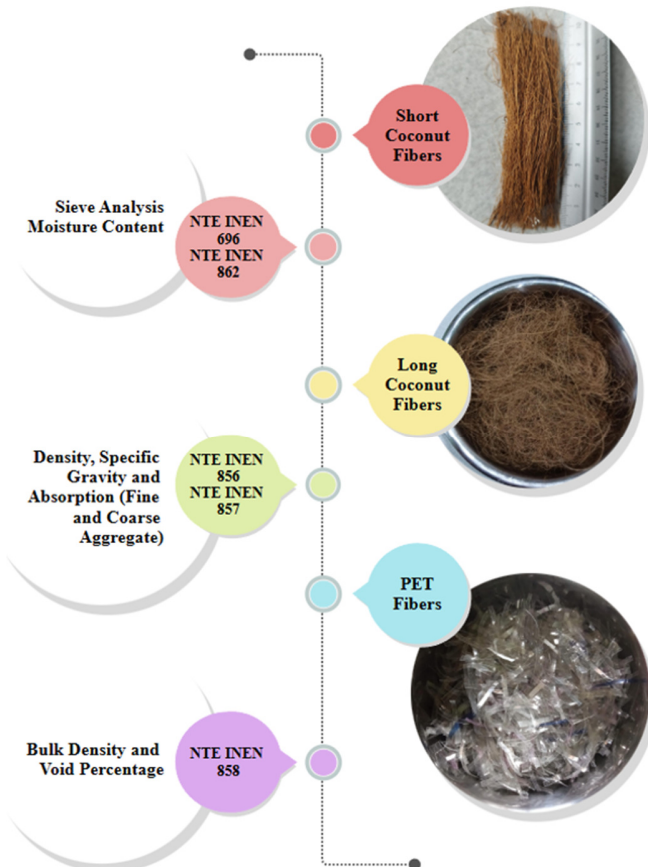 Short
Coconut
Fibers
Sieve Analysis
Moisture Content
NTE INEN
696
NTE INEN
862
Long
Coconut
Fibers
Density, Specific
Gravity and
Absorption (Fine
and Coarse
Aggregate)
NTE INEN
856
NTE INEN
857
PET
Fibers
Bulk Density and
Void Percentage
NTE INEN
858